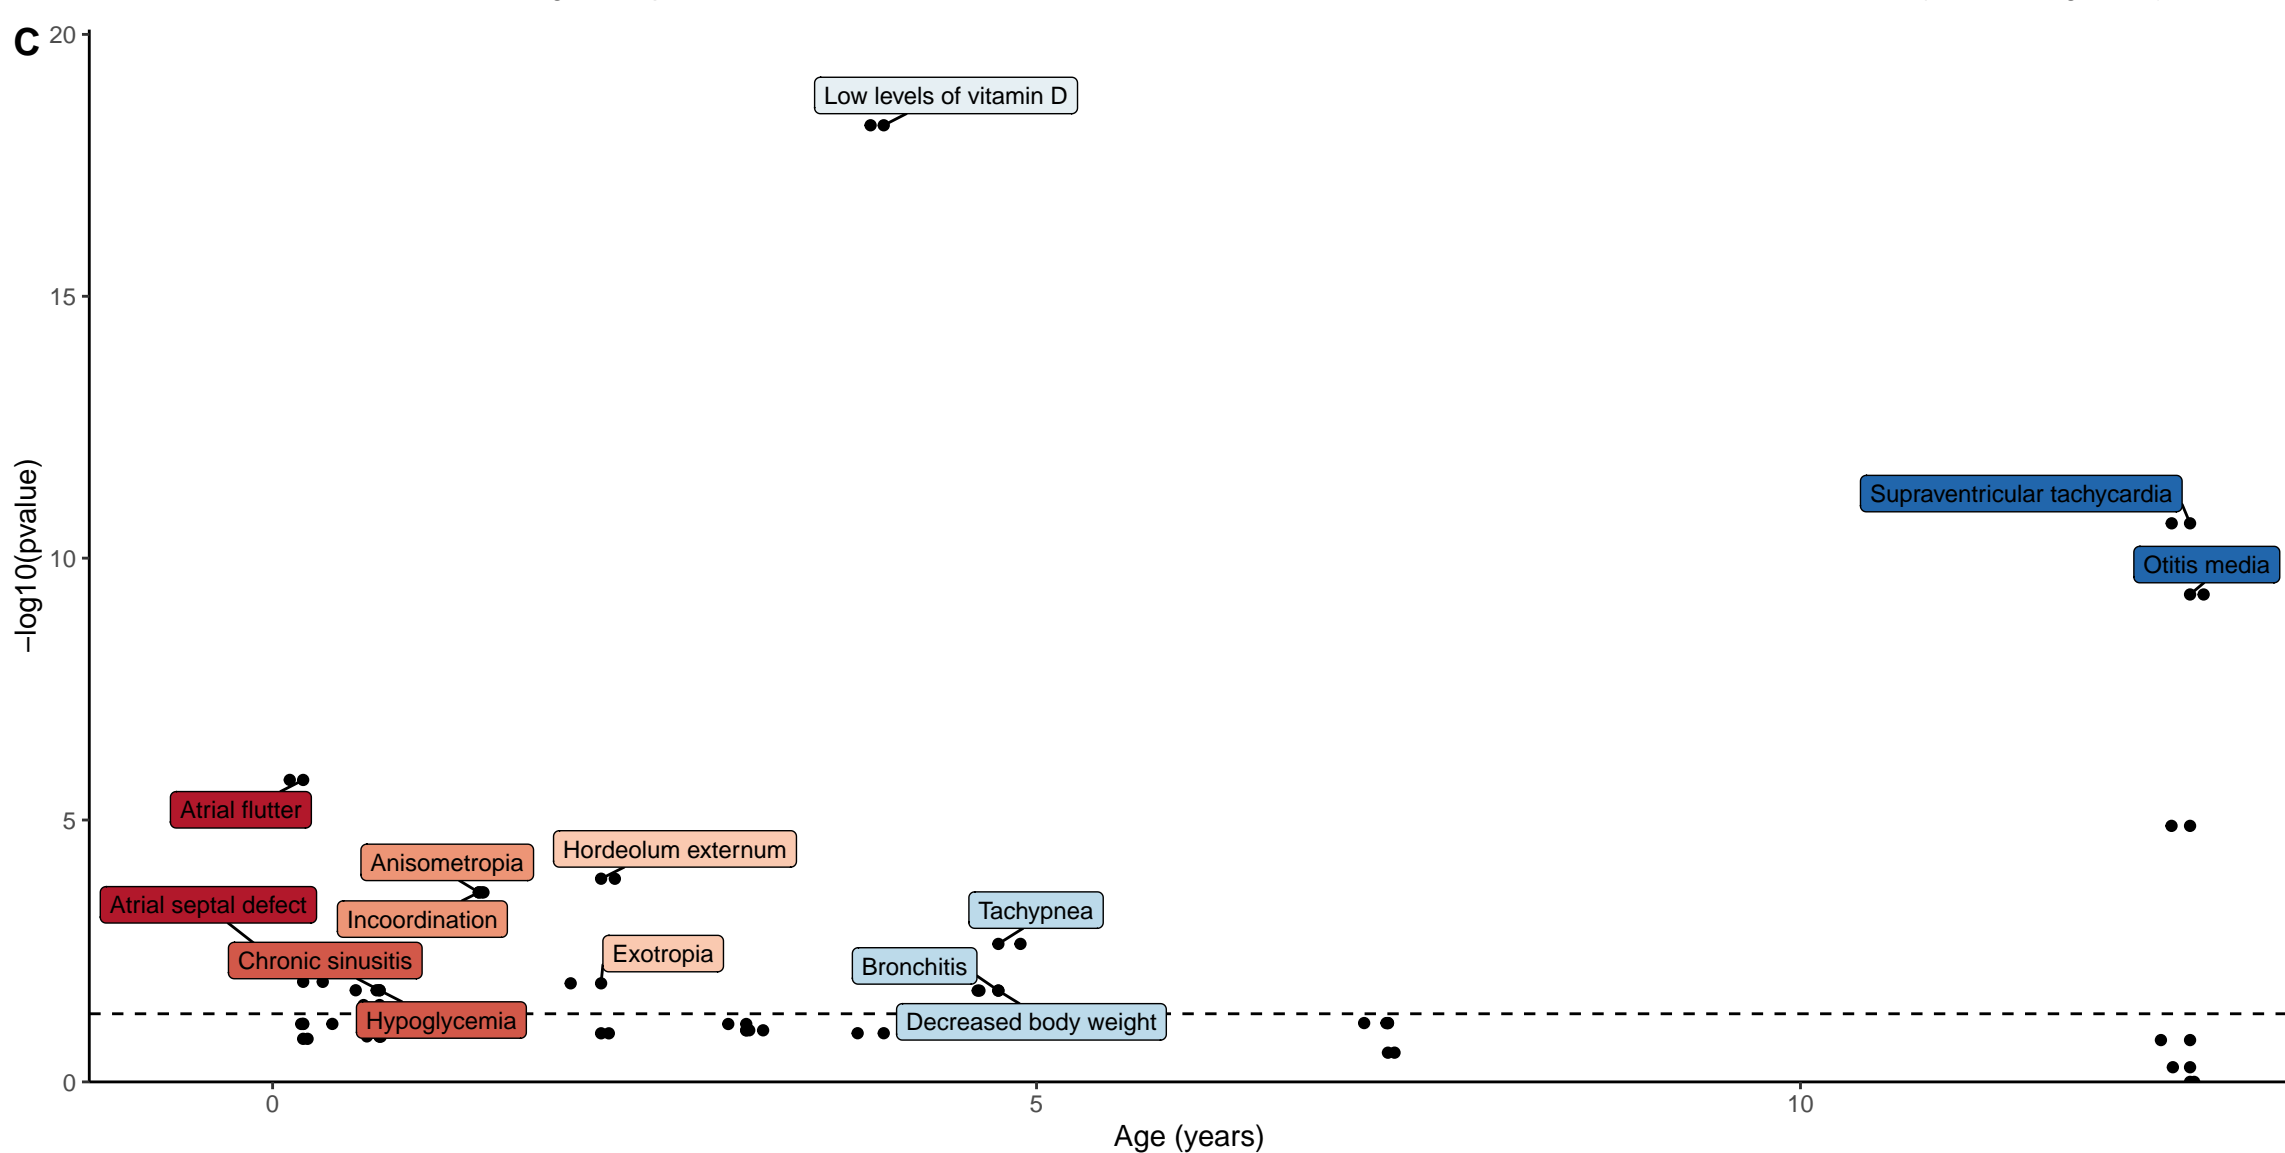 C
20
Low levels of vitamin D
15
Supraventricular tachycardia
10
Otitis media
−log10(pvalue)
Atrial flutter
5
Hordeolum externum
Anisometropia
Atrial septal defect
Tachypnea
Incoordination
Exotropia
Chronic sinusitis
Bronchitis
Hypoglycemia
Decreased body weight
0
0
5
10
Age (years)